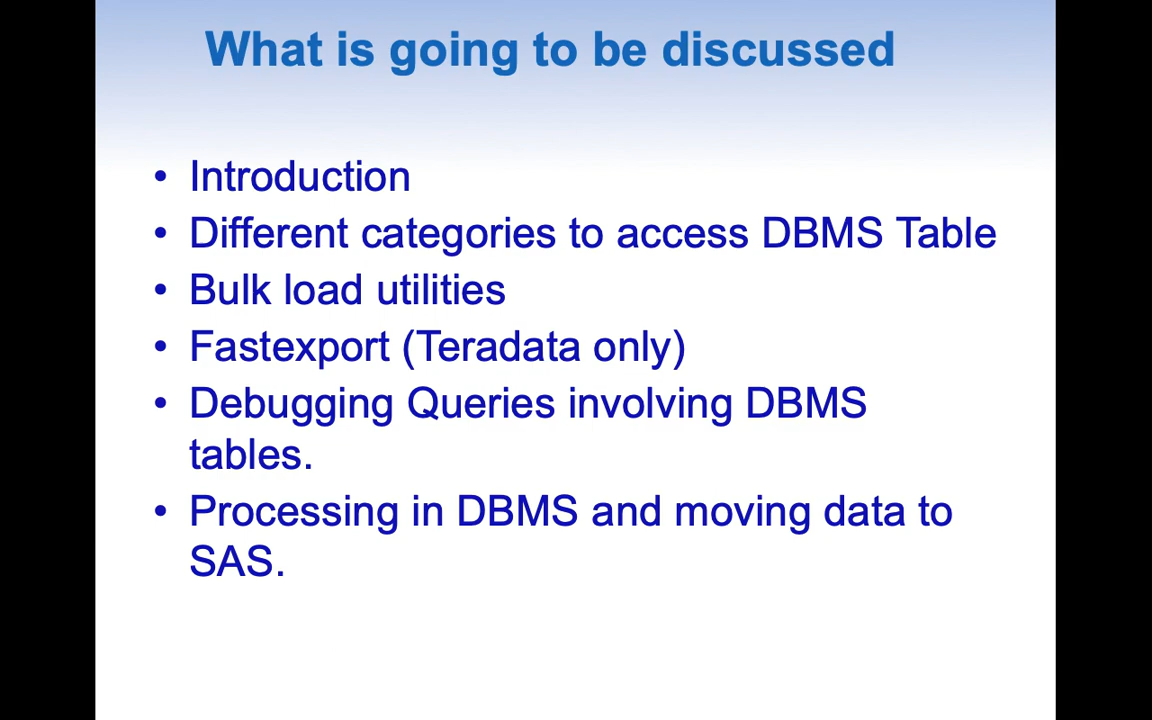 What is going to be discussed
• Introduction
• Different categories to access DBMS Table
• Bulk load utilities
• Fastexport (Teradata only)
• Debugging Queries involving DBMS
tables.
• Processing in DBMS and moving data to
SAS.